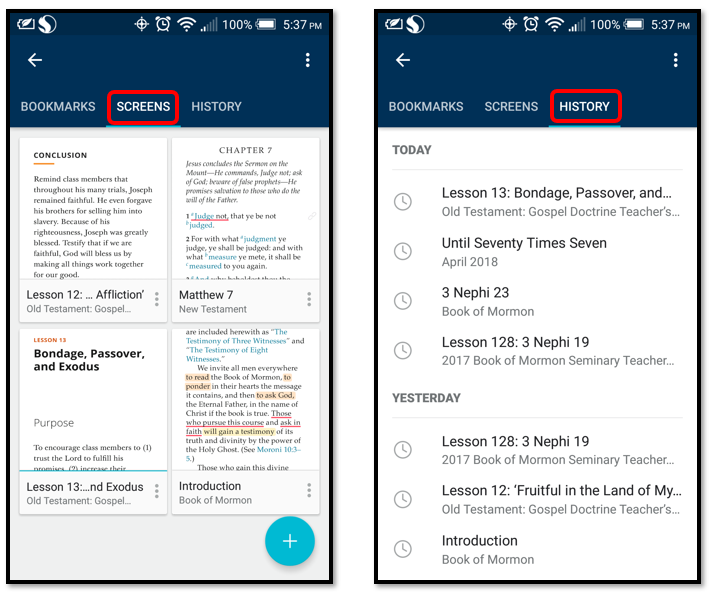 100% 5:37 PM
BOOKMARKS SCREENS HISTORY
CONCLUSION
Remind class members that
throughout his many trials, Joseph
remained faithful. He even forgave
his brothers for selling him into
slavery. Because of his
righteousness, Joseph was greatly
blessed. Testify that if we are
faithful, God will bless us by
making all things work together
for our good.
Lesson 12: ... Affliction’
Old Testament: Gospel...
CHAPTER 7
Jesus concludes the Sermon on the
Mount—He commands, Judge not; ask
of God; beware of false prophets—He
promises salvation to those who do the
will of the Father.
1 a Judge not, that ye be not
b judged.
2 For with what a judgment ye
judge, ye shall be judged: and with
what b measure ye mete, it shall be
c measured to you again.
3 a And why beholdest thou the
Matthew 7
New Testament
LESSON 13
Bondage, Passover,
and Exodus
Purpose
To encourage class members to (1)
trust the Lord to fulfill his
promises, (2) increase their
Lesson 13:...nd Exodus
Old Testament: Gospel...
are included herewith as “The
Testimony of Three Witnesses” and
“The Testimony of Eight
Witnesses.”
We invite all men everywhere
to read the Book of Mormon, to
ponder in their hearts the message
it contains, and then to ask God,
the Eternal Father, in the name of
Christ if the book is true. Those
who pursue this course and ask in
faith will gain a testimony of its
truth and divinity by the power of
the Holy Ghost. (See Moroni 10:3–
5.)
Those who gain this divine
Introduction
Book of Mormon
+
100% 5:37 PM
BOOKMARKS SCREENS HISTORY
TODAY
Lesson 13: Bondage, Passover, and...
Old Testament: Gospel Doctrine Teacher’s...
Until Seventy Times Seven
April 2018
3 Nephi 23
Book of Mormon
Lesson 128: 3 Nephi 19
2017 Book of Mormon Seminary Teacher...
YESTERDAY
Lesson 128: 3 Nephi 19
2017 Book of Mormon Seminary Teacher...
Lesson 12: ‘Fruitful in the Land of My...
Old Testament: Gospel Doctrine Teacher’s...
Introduction
Book of Mormon